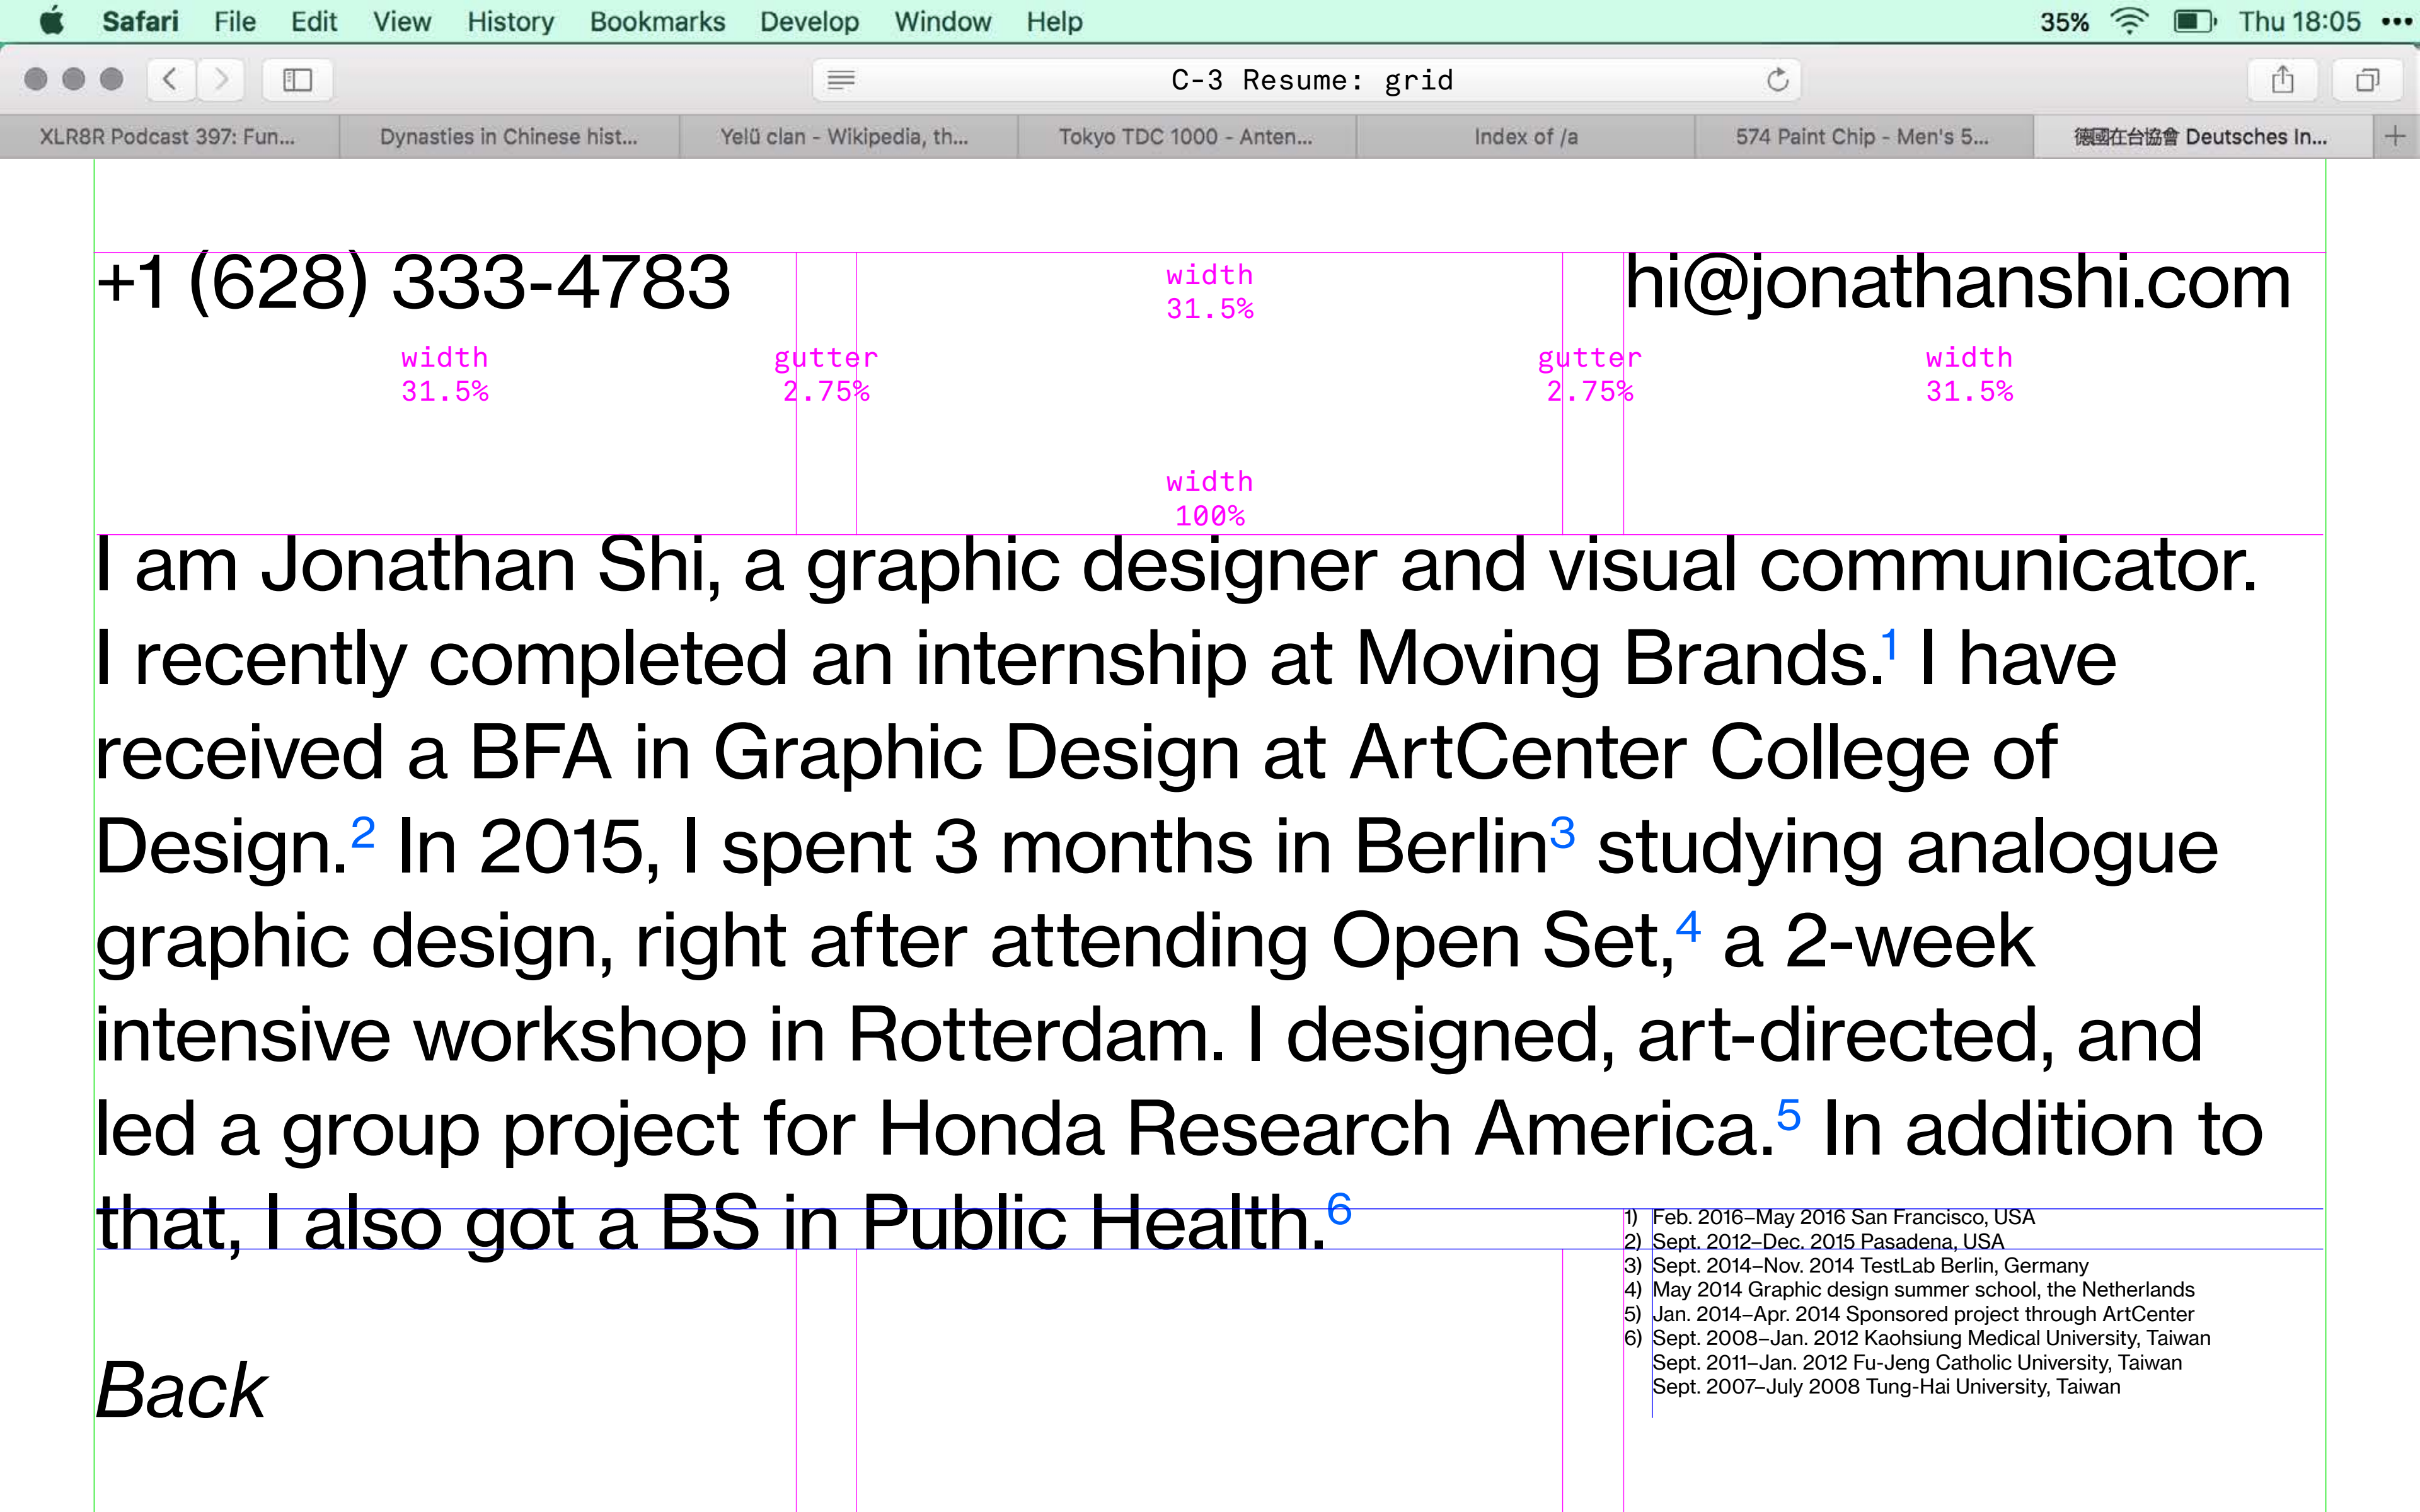 Safari File Edit View History Bookmarks Develop Window Help 35% Thu 18:05
C-3 Resume: grid
XLR8R Podcast 397: Fun... Dynasties in Chinese hist... Yelü clan - Wikipedia, th... Tokyo TDC 1000 - Anten... Index of /a 574 Paint Chip - Men's 5... 德國在台協會 Deutsches In...
+1 (628) 333-4783 hi@jonathanshi.com
width
31.5%
width
31.5%
gutter
2.75%
gutter
2.75%
width
31.5%
width
100%
I am Jonathan Shi, a graphic designer and visual communicator.
I recently completed an internship at Moving Brands.1 I have
received a BFA in Graphic Design at ArtCenter College of
Design.2 In 2015, I spent 3 months in Berlin3 studying analogue
graphic design, right after attending Open Set,4 a 2-week
intensive workshop in Rotterdam. I designed, art-directed, and
led a group project for Honda Research America.5 In addition to
that, I also got a BS in Public Health.6
1) Feb. 2016–May 2016 San Francisco, USA
2) Sept. 2012–Dec. 2015 Pasadena, USA
3) Sept. 2014–Nov. 2014 TestLab Berlin, Germany
4) May 2014 Graphic design summer school, the Netherlands
5) Jan. 2014–Apr. 2014 Sponsored project through ArtCenter
6) Sept. 2008–Jan. 2012 Kaohsiung Medical University, Taiwan
Sept. 2011–Jan. 2012 Fu-Jeng Catholic University, Taiwan
Sept. 2007–July 2008 Tung-Hai University, Taiwan
Back